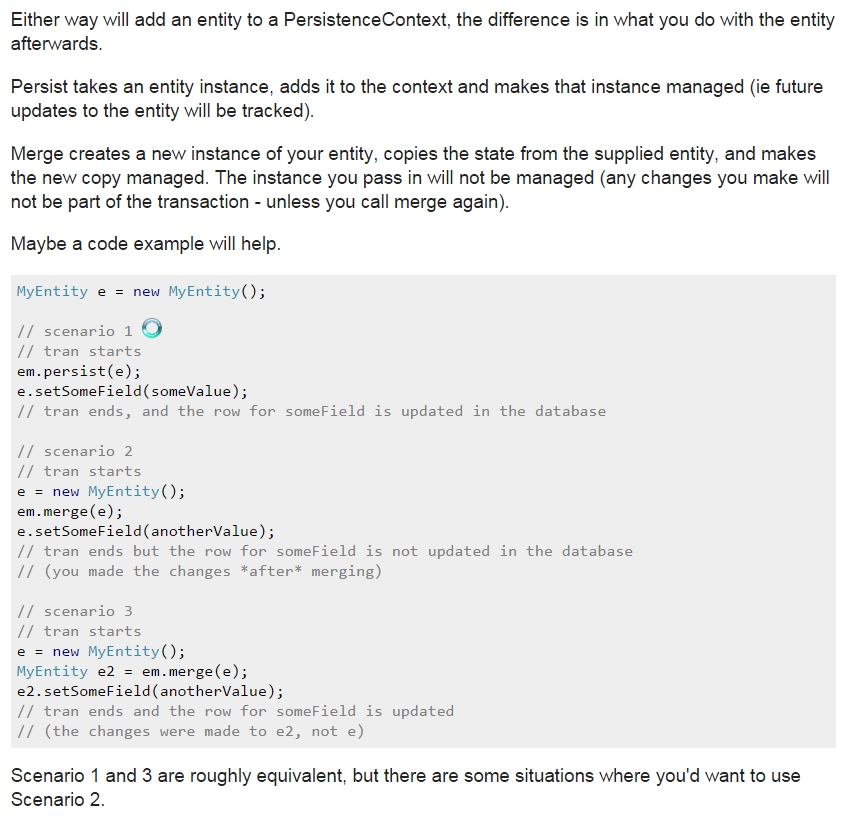 Either way will add an entity to a PersistenceContext, the difference is in what you do with the entity
afterwards.
Persist takes an entity instance, adds it to the context and makes that instance managed (ie future
updates to the entity will be tracked).
Merge creates a new instance of your entity, copies the state from the supplied entity, and makes
the new copy managed. The instance you pass in will not be managed (any changes you make will
not be part of the transaction - unless you call merge again).
Maybe a code example will help.
MyEntity e = new MyEntity();
// scenario 1
// tran starts
em.persist(e);
e.setSomeField(someValue);
// tran ends, and the row for someField is updated in the database
// scenario 2
// tran starts
e = new MyEntity();
em.merge(e);
e.setSomeField(anotherValue);
// tran ends but the row for someField is not updated in the database
// (you made the changes *after* merging)
// scenario 3
// tran starts
e = new MyEntity();
MyEntity e2 = em.merge(e);
e2.setSomeField(anotherValue);
// tran ends and the row for someField is updated
// (the changes were made to e2, not e)
Scenario 1 and 3 are roughly equivalent, but there are some situations where you'd want to use
Scenario 2.